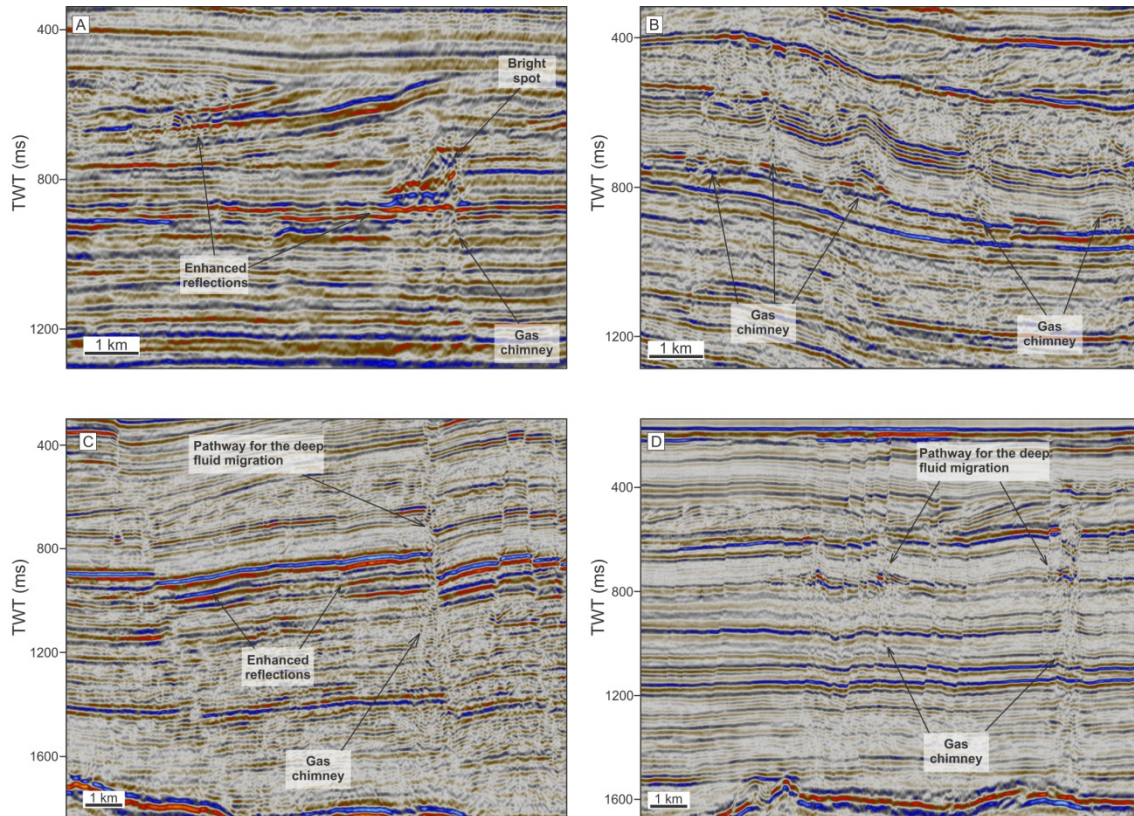 A
TWT (ms)
400
800
1200
Bright
spot
Enhanced
reflections
Gas
chimney
1 km
B
TWT (ms)
400
800
1200
Gas
chimney
Gas
chimney
1 km
C
TWT (ms)
400
800
1200
1600
Pathway for the deep
fluid migration
Enhanced
reflections
Gas
chimney
1 km
D
TWT (ms)
400
800
1200
1600
Pathway for the deep
fluid migration
Gas
chimney
1 km